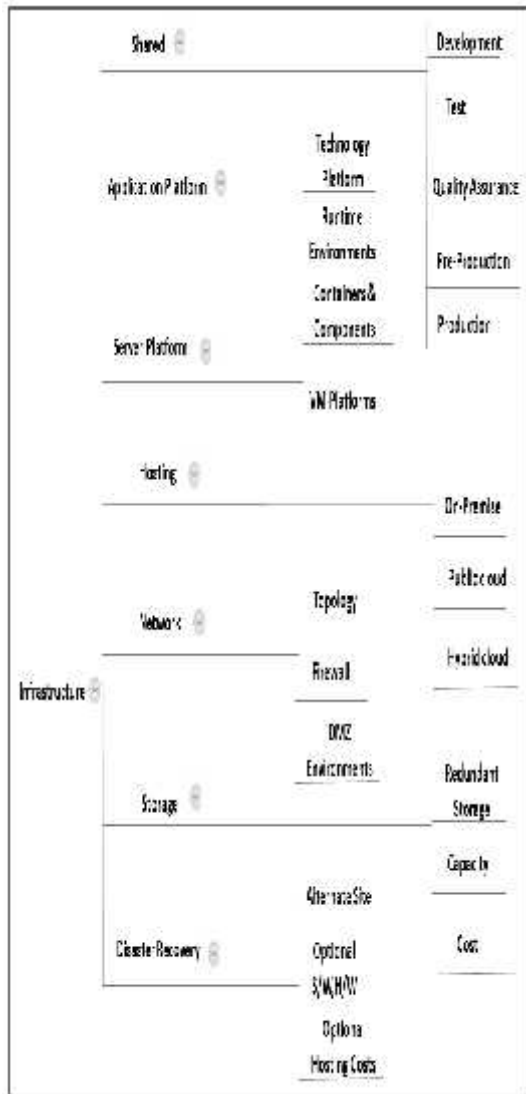 Shared
Development
Test
Application Platform
Technology
Platform
Quality Assurance
Runtime
Environments
Pre-Production
Containers &
Components
Production
Server Platform
VM Platforms
Hosting
On-Premise
Public cloud
Topology
Network
Hybrid cloud
Firewall
Infrastructure
DMZ
Environments
Redundant
Storage
Storage
Capacity
Alternate Site
Disaster Recovery
Optional
S/W/H/W
Cost
Optiona
Hosting Costs